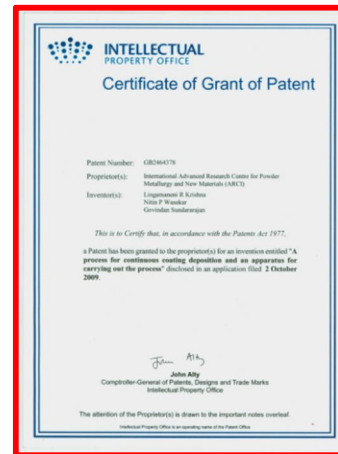 INTELLECTUAL
PROPERTY OFFICE
Certificate of Grant of Patent
Patent Number: GB2464378
Proprietor(s): International Advanced Research Centre for Powder
Metallurgy and New Materials (ARCI)
Inventor(s): Lingamaneni R Krishna
Nitin P Wasekar
Govindan Sundararajan
This is to Certify that, in accordance with the Patents Act 1977,
a Patent has been granted to the proprietor(s) for an invention entitled "A
process for continuous coating deposition and an apparatus for
carrying out the process" disclosed in an application filed 2 October
2009.
John Alty
John Alty
Comptroller-General of Patents, Designs and Trade Marks
Intellectual Property Office
The attention of the Proprietor(s) is drawn to the important notes overleaf.
Intellectual Property Office is an operating name of the Patent Office